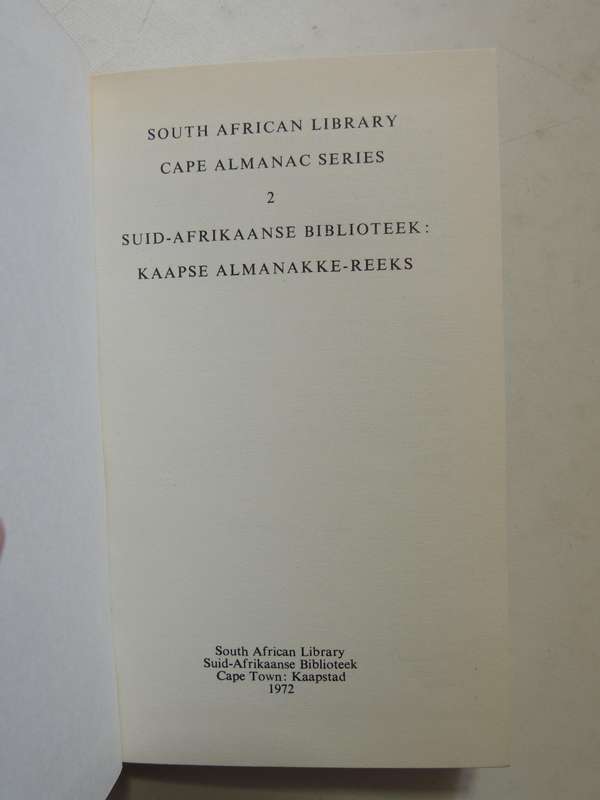 SOUTH AFRICAN LIBRARY
CAPE ALMANAC SERIES
2
SUID-AFRIKAANSE BIBLIOTEEK:
KAAPSE ALMANAKKE-REEKS
South African Library
Suid-Afrikaanse Biblioteek
Cape Town: Kaapstad
1972